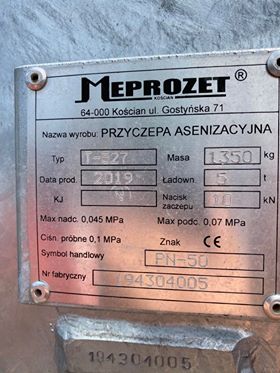 MEPROZET®
KOŚCIAN
64-000 Kościan ul. Gostyńska 71
Nazwa wyrobu: PRZYCZEPA ASENIZACYJNA
Typ T-527 Masa 1350 kg
Data prod. 2019 Ładown. 5 t
KJ Nacisk zaczepu 10 kN
Max nadc. 0,045 MPa Max podc. 0,07 MPa
Ciśn. próbne 0,1 MPa Znak CE
Symbol handlowy PN-50
Nr fabryczny 194304005
194304005